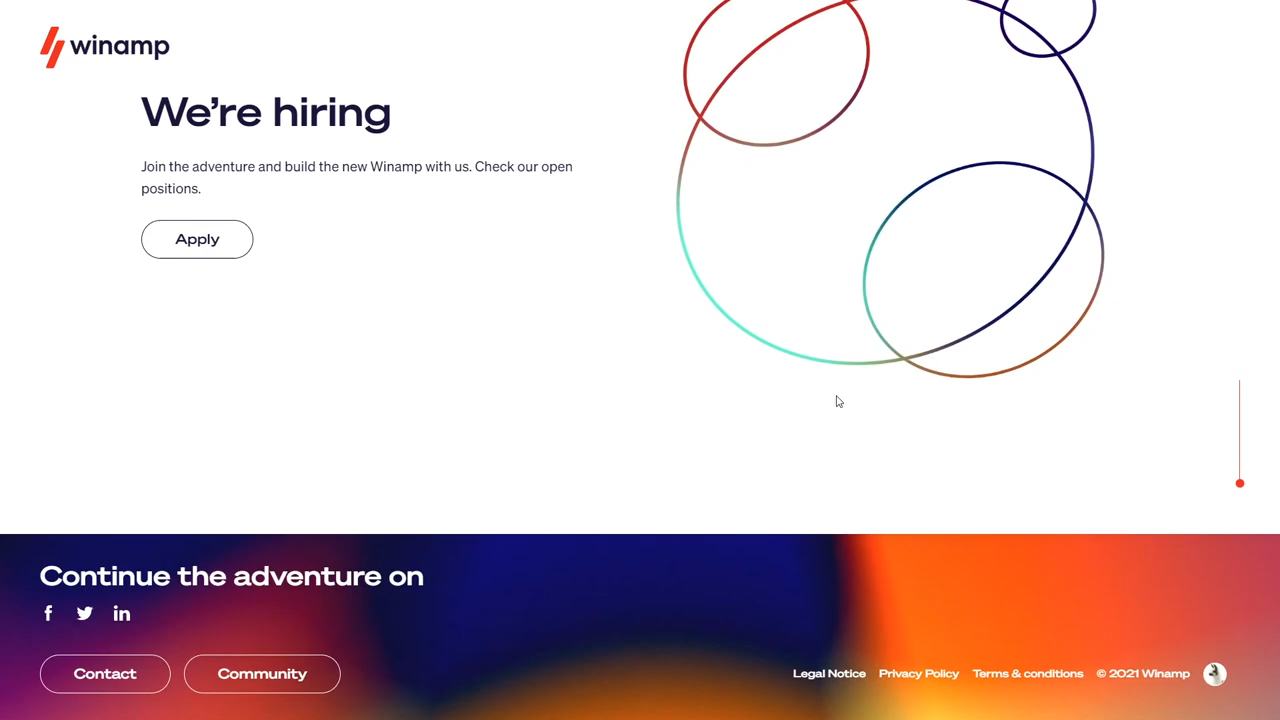 winamp
We're hiring
Join the adventure and build the new Winamp with us. Check our open
positions.
Apply
Continue the adventure on
Contact
Community
Legal Notice
Privacy Policy
Terms & conditions
© 2021 Winamp